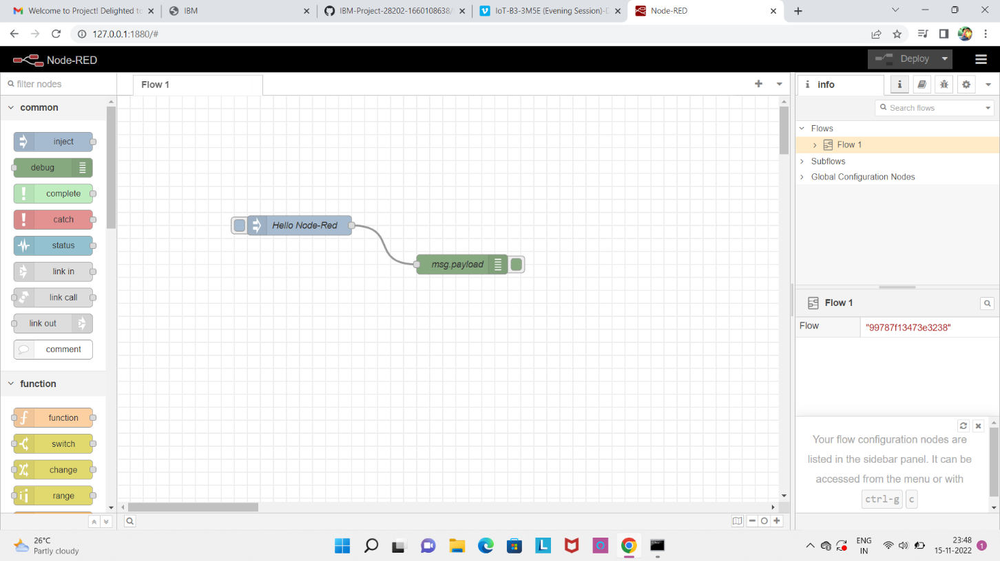 Welcome to Project! Delighted to
IBM
IBM-Project-28202-1660108638/
IoT-B3-3M5E (Evening Session)-D
Node-RED
127.0.0.1:1880/#
Node-RED
Deploy
filter nodes
Flow 1
info
i
common
Search flows
inject
Flows
Flow 1
debug
Subflows
Global Configuration Nodes
complete
catch
Hello Node-Red
status
msg.payload
link in
link call
Flow 1
link out
Flow
"99787f13473e3238"
comment
function
function
switch
Your flow configuration nodes are
listed in the sidebar panel. It can be
change
accessed from the menu or with
range
ctrl-g c
26°C
Partly cloudy
L
ENG
IN
23:48
15-11-2022
1